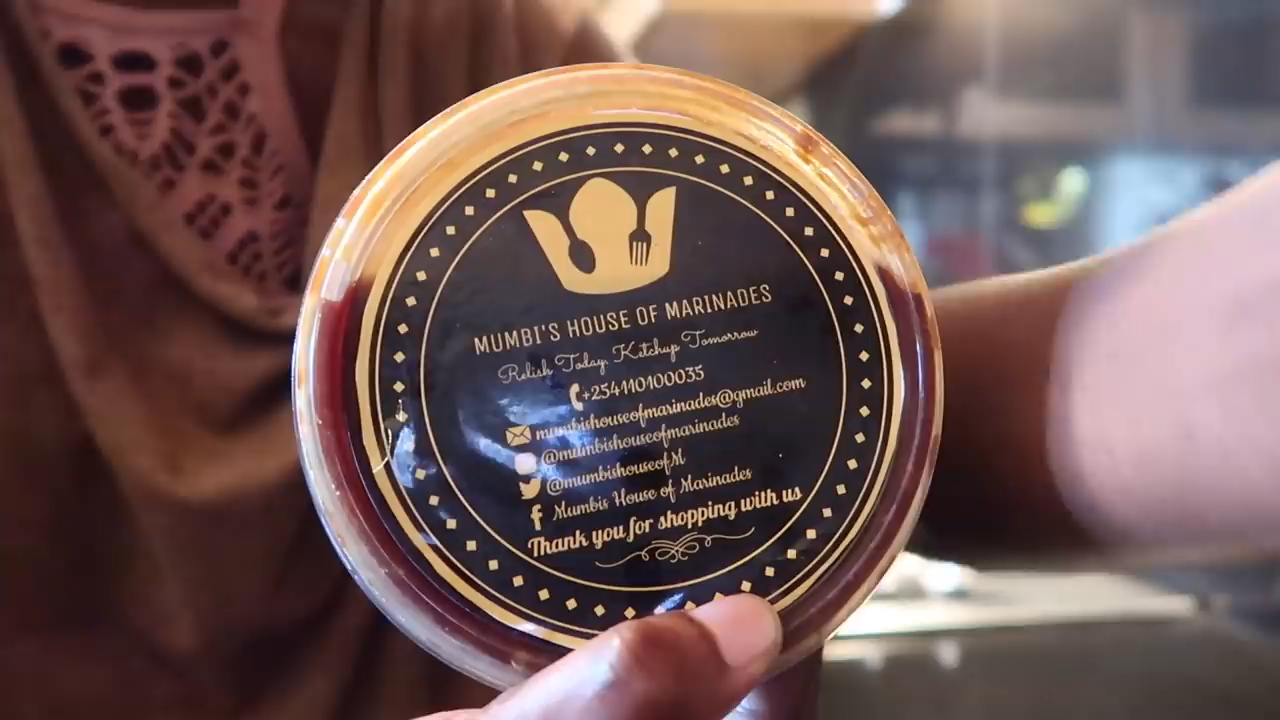 MUMBI'S HOUSE OF MARINADES
Relish Today, Ketchup Tomorrow
+254110100035
mumbishouseofmarinades@gmail.com
@mumbishouseofmarinades
@mumbishouseofM
Mumbis House of Marinades
Thank you for shopping with us